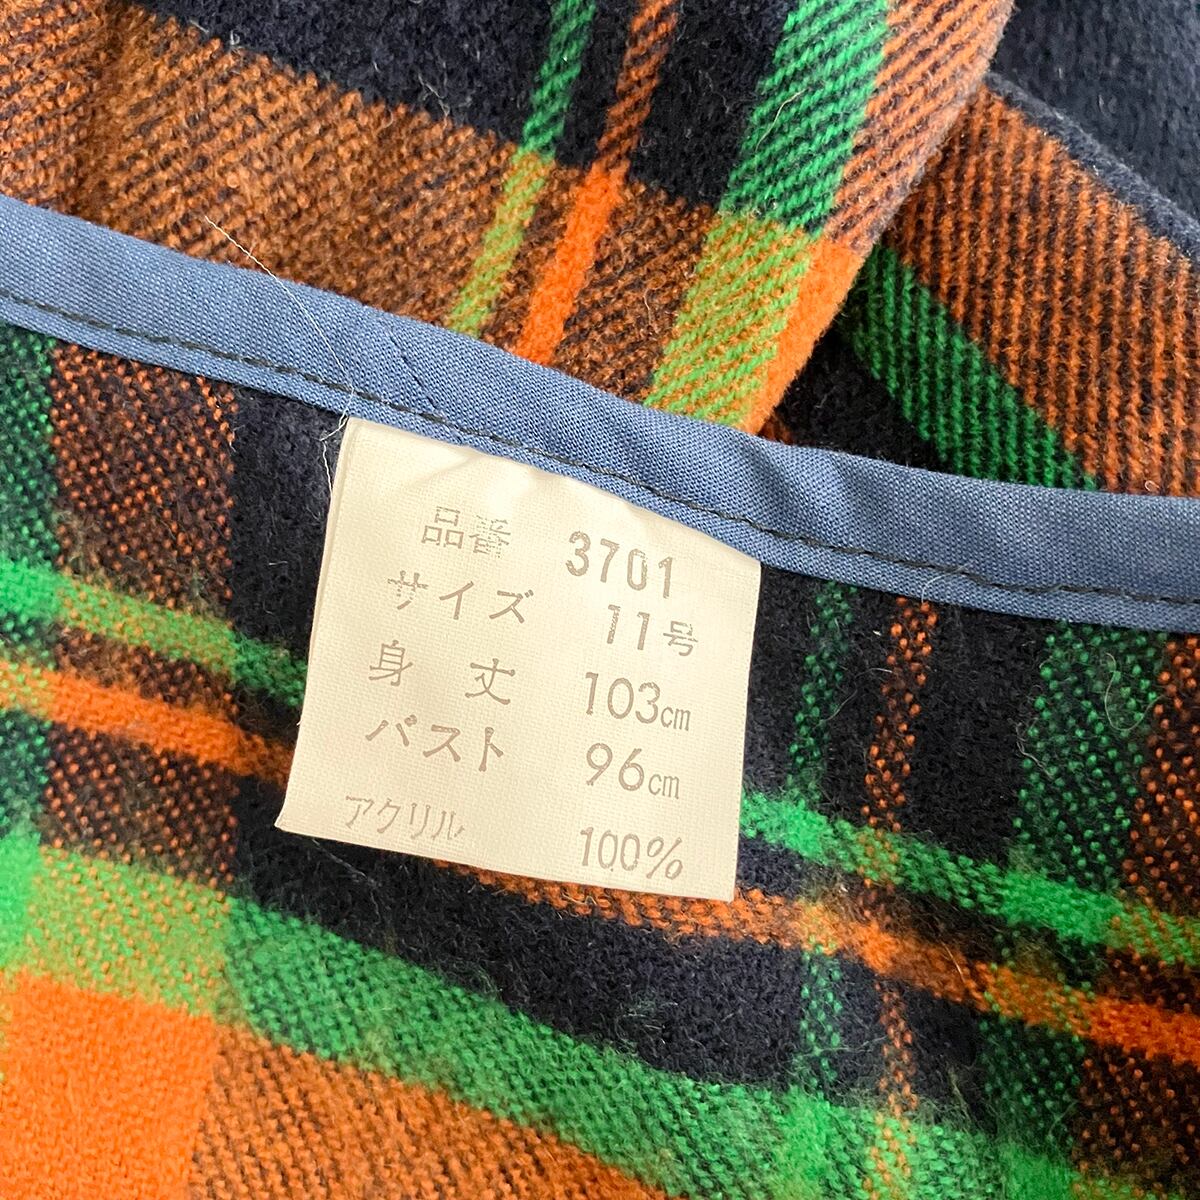 品番 3701
サイズ 11号
身丈 103cm
バスト 96cm
アクリル 100%